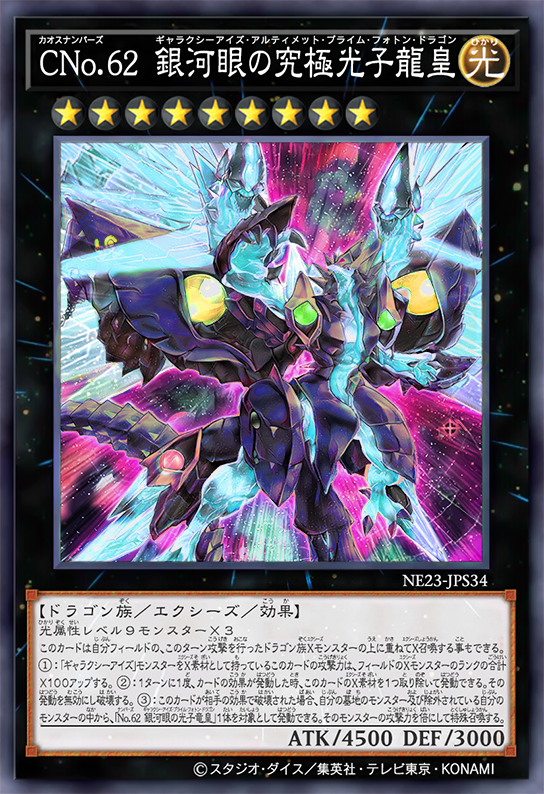 カオスナンバーズ ギャラクシーアイズ・アルティメット・プライム・フォトン・ドラゴン ひかり
CNo.62 銀河眼の究極光子龍皇 光
NE23-JPS34
【ドラゴン族／エクシーズ／効果】
光属性レベル９モンスター×３
このカードは自分フィールドの、このターン攻撃を行ったドラゴン族Xモンスターの上に重ねてX召喚する事もできる。
①：「ギャラクシーアイズ」モンスターをX素材として持っているこのカードの攻撃力は、フィールドのXモンスターのランクの合計
×１００アップする。②：１ターンに１度、カードの効果が発動した時、このカードのX素材を１つ取り除いて発動できる。その
発動を無効にし破壊する。③：このカードが相手の効果で破壊された場合、自分の墓地のモンスター及び除外されている自分の
モンスターの中から、「No.62 銀河眼の光子竜皇」１体を対象として発動できる。そのモンスターの攻撃力を倍にして特殊召喚する。
ATK/4500 DEF/3000
©スタジオ・ダイス／集英社・テレビ東京・KONAMI